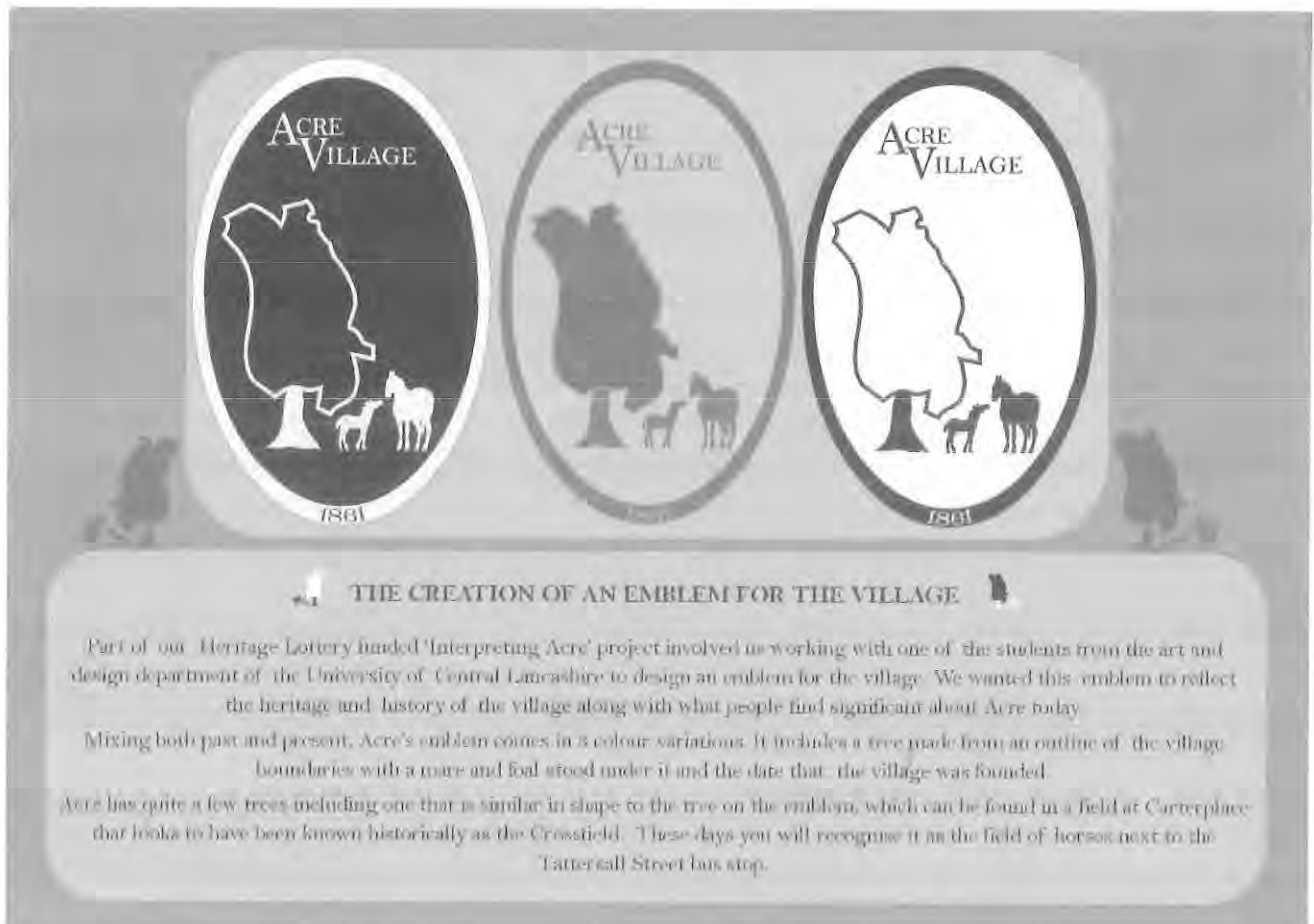 ACRE
VILLAGE
1861
ACRE
VILLAGE
ACRE
VILLAGE
1861
THE CREATION OF AN EMBLEM FOR THE VILLAGE
Part of our Heritage Lottery funded 'Interpreting Acre' project involved us working with one of the students from the art and
design department of the University of Central Lancashire to design an emblem for the village. We wanted this emblem to reflect
the heritage and history of the village along with what people find significant about Acre today
Mixing both past and present, Acre's emblem comes in 3 colour variations. It includes a tree made from an outline of the village
boundaries with a mare and foal stood under it and the date that the village was founded.
Acre has quite a few trees including one that is similar in shape to the tree on the emblem, which can be found in a field at Carterplace
that looks to have been known historically as the Crossfield. These days you will recognise it as the field of horses next to the
Tattersall Street bus stop.